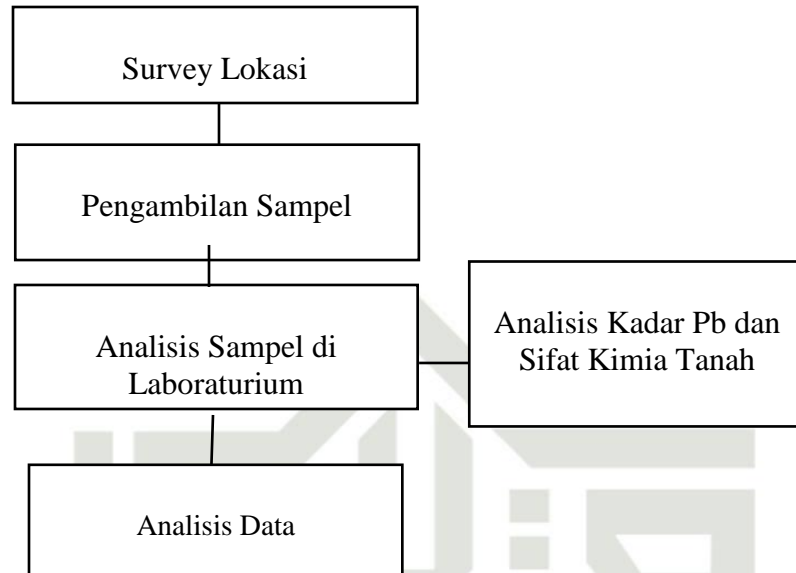 Survey Lokasi
Pengambilan Sampel
Analisis Sampel di
Laboraturium
Analisis Kadar Pb dan
Sifat Kimia Tanah
Analisis Data